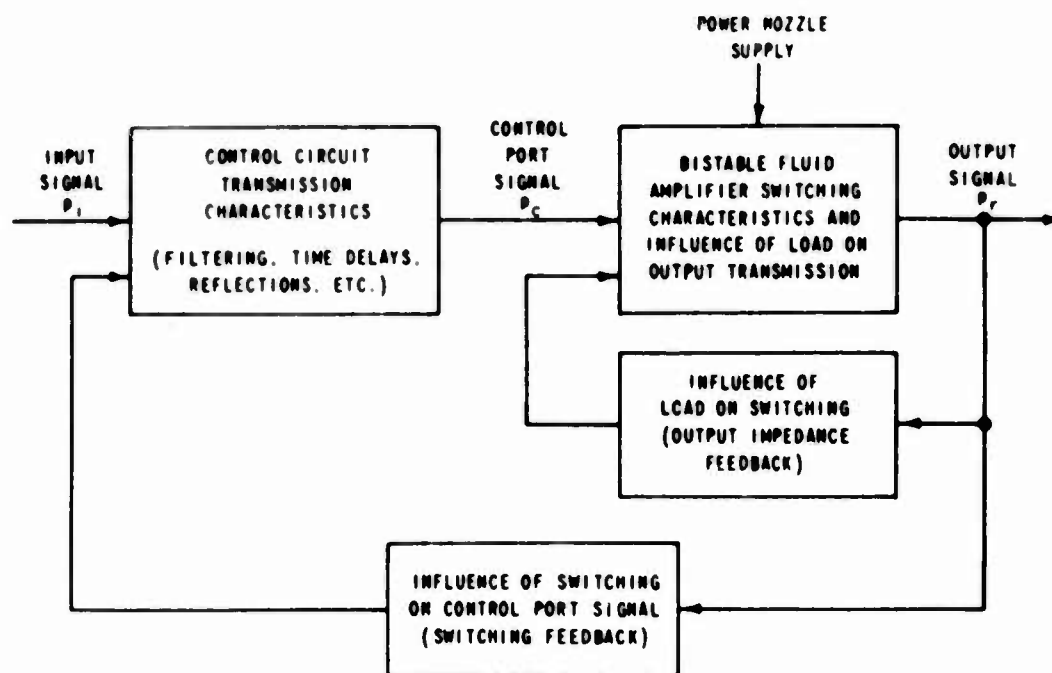 POWER NOZZLE
SUPPLY
INPUT
SIGNAL
Pi
CONTROL CIRCUIT
TRANSMISSION
CHARACTERISTICS
(FILTERING, TIME DELAYS,
REFLECTIONS, ETC.)
CONTROL
PORT
SIGNAL
Pc
BISTABLE FLUID
AMPLIFIER SWITCHING
CHARACTERISTICS AND
INFLUENCE OF LOAD ON
OUTPUT TRANSMISSION
OUTPUT
SIGNAL
Pr
INFLUENCE OF
LOAD ON SWITCHING
(OUTPUT IMPEDANCE
FEEDBACK)
INFLUENCE OF SWITCHING
ON CONTROL PORT SIGNAL
(SWITCHING FEEDBACK)